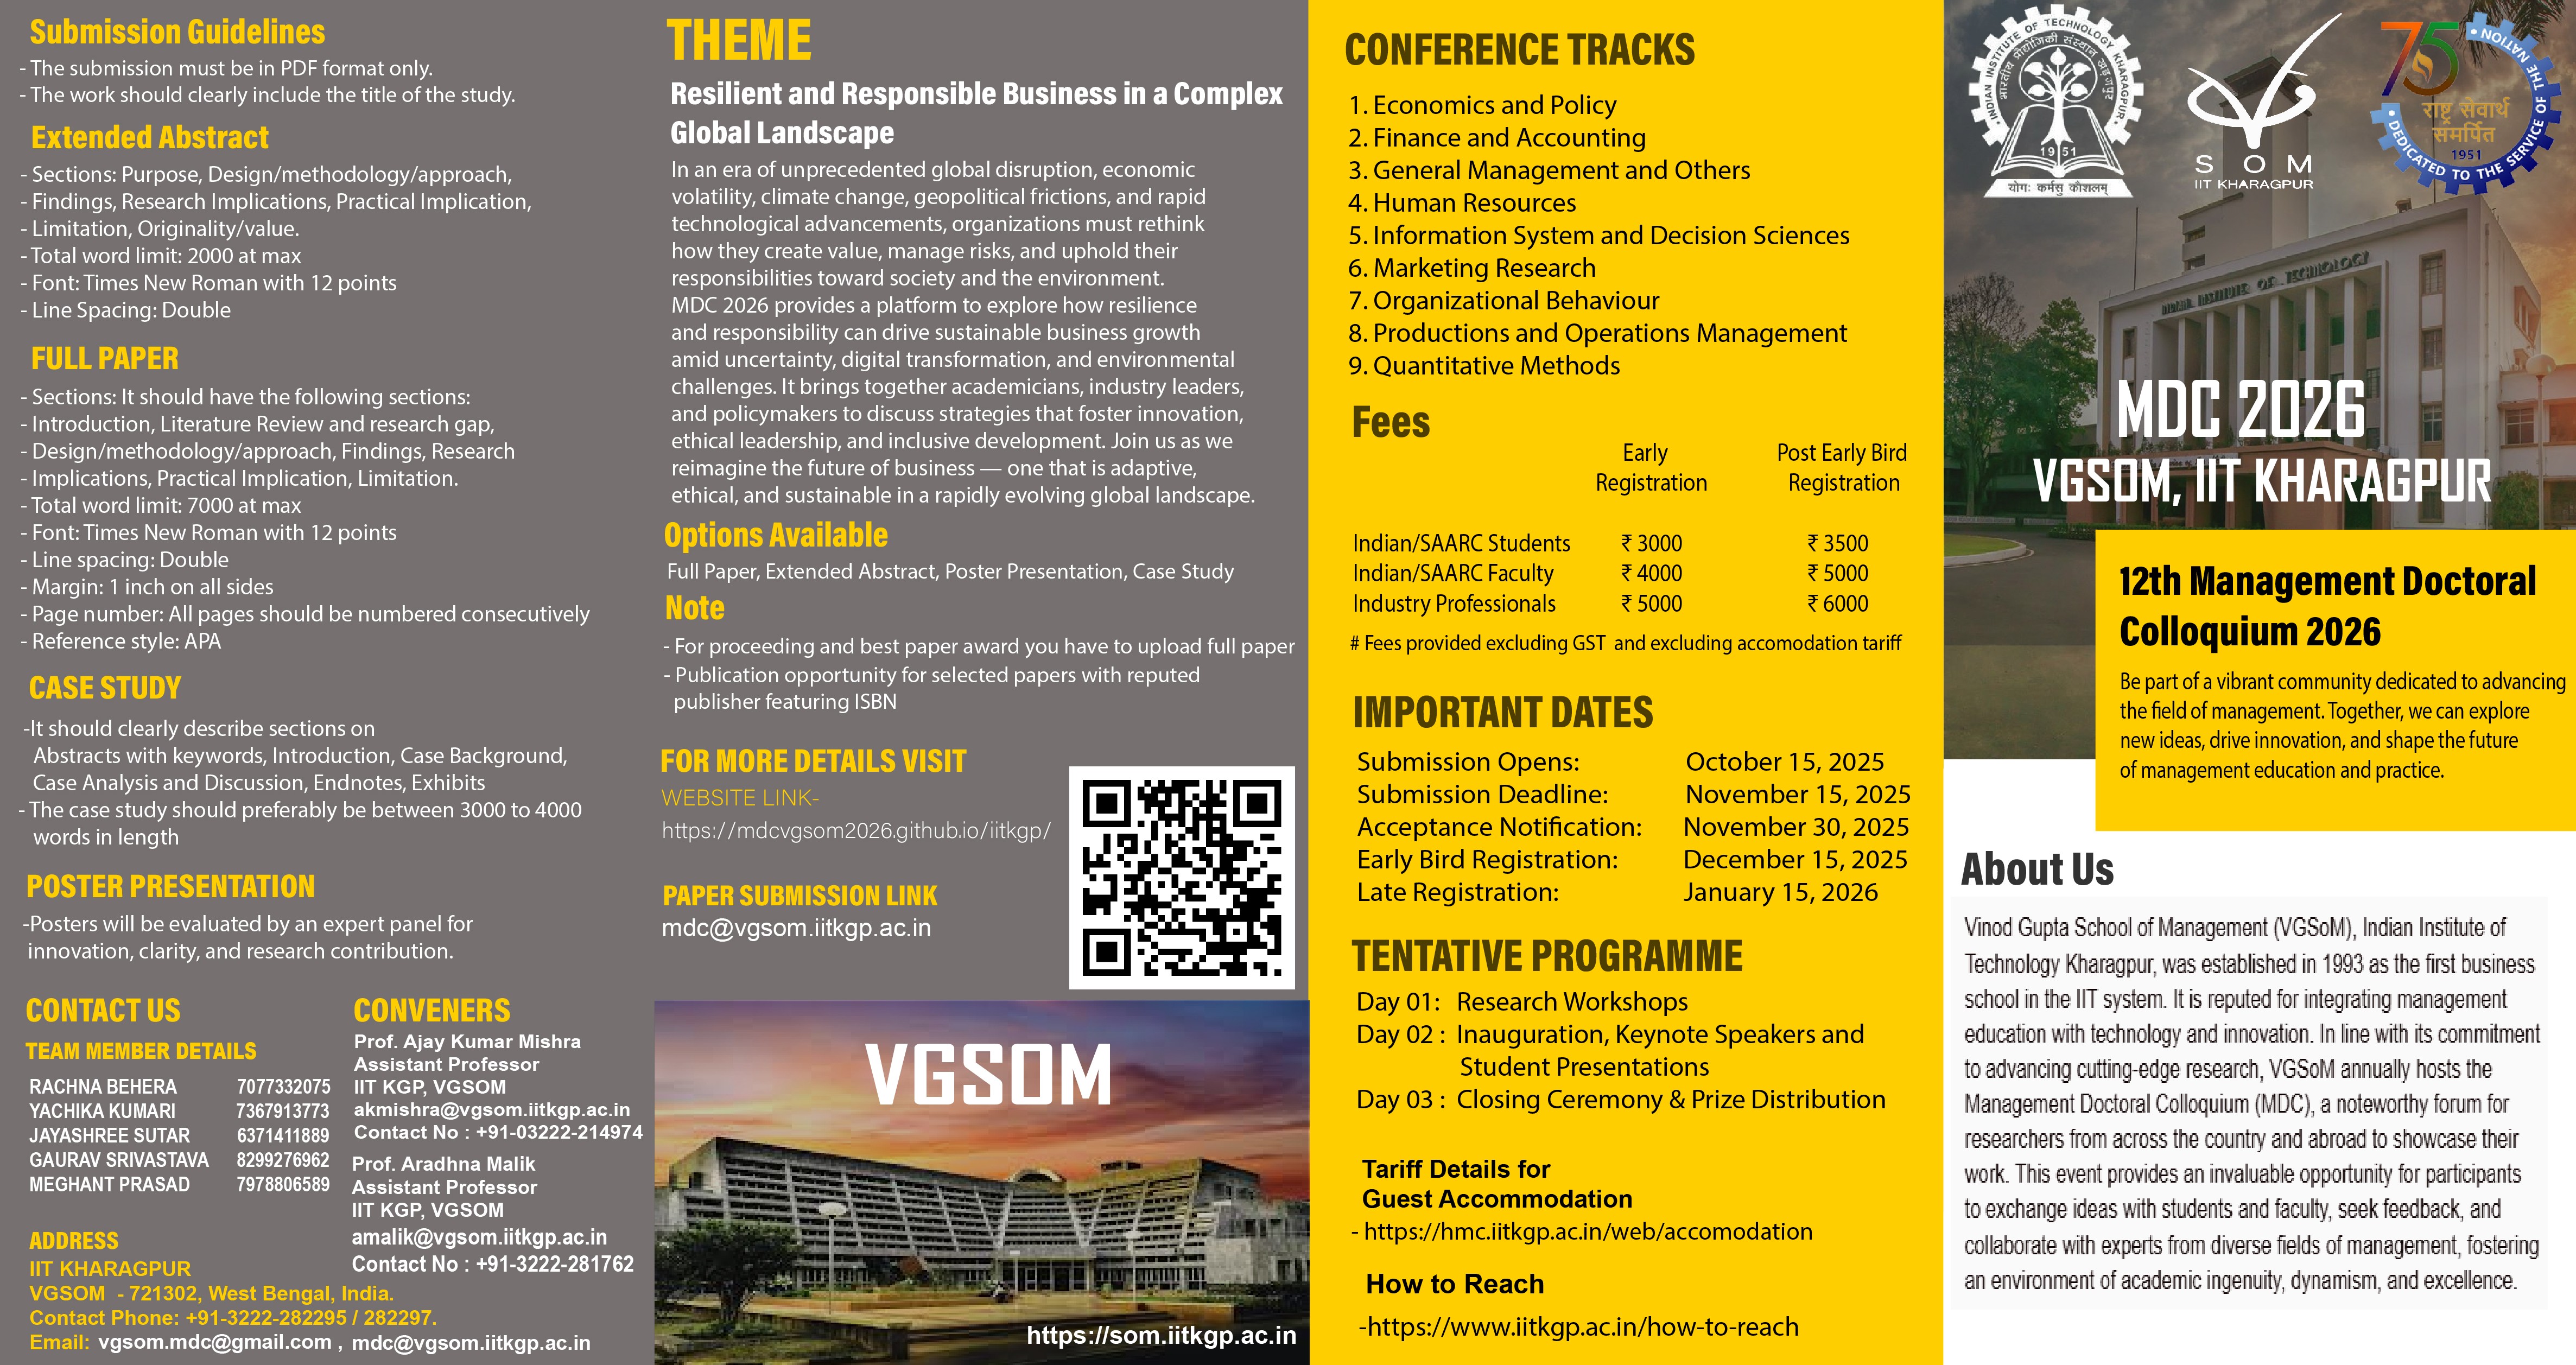 Submission Guidelines
- The submission must be in PDF format only.
- The work should clearly include the title of the study.
Extended Abstract
- Sections: Purpose, Design/methodology/approach,
- Findings, Research Implications, Practical Implication,
- Limitation, Originality/value.
- Total word limit: 2000 at max
- Font: Times New Roman with 12 points
- Line Spacing: Double
FULL PAPER
- Sections: It should have the following sections:
- Introduction, Literature Review and research gap,
- Design/methodology/approach, Findings, Research
- Implications, Practical Implication, Limitation.
- Total word limit: 7000 at max
- Font: Times New Roman with 12 points
- Line spacing: Double
- Margin: 1 inch on all sides
- Page number: All pages should be numbered consecutively
- Reference style: APA
CASE STUDY
-It should clearly describe sections on
Abstracts with keywords, Introduction, Case Background,
Case Analysis and Discussion, Endnotes, Exhibits
- The case study should preferably be between 3000 to 4000
words in length
POSTER PRESENTATION
-Posters will be evaluated by an expert panel for
innovation, clarity, and research contribution.
CONTACT US
TEAM MEMBER DETAILS
RACHNA BEHERA 7077332075
YACHIKA KUMARI 7367913773
JAYASHREE SUTAR 6371411889
GAURAV SRIVASTAVA 8299276962
MEGHANT PRASAD 7978806589
CONVENERS
Prof. Ajay Kumar Mishra
Assistant Professor
IIT KGP, VGSOM
akmishra@vgsom.iitkgp.ac.in
Contact No : +91-03222-214974
Prof. Aradhna Malik
Assistant Professor
IIT KGP, VGSOM
amalik@vgsom.iitkgp.ac.in
Contact No : +91-3222-281762
ADDRESS
IIT KHARAGPUR
VGSOM - 721302, West Bengal, India.
Contact Phone: +91-3222-282295 / 282297.
Email: vgsom.mdc@gmail.com , mdc@vgsom.iitkgp.ac.in
THEME
Resilient and Responsible Business in a Complex
Global Landscape
In an era of unprecedented global disruption, economic
volatility, climate change, geopolitical frictions, and rapid
technological advancements, organizations must rethink
how they create value, manage risks, and uphold their
responsibilities toward society and the environment.
MDC 2026 provides a platform to explore how resilience
and responsibility can drive sustainable business growth
amid uncertainty, digital transformation, and environmental
challenges. It brings together academicians, industry leaders,
and policymakers to discuss strategies that foster innovation,
ethical leadership, and inclusive development. Join us as we
reimagine the future of business — one that is adaptive,
ethical, and sustainable in a rapidly evolving global landscape.
Options Available
Full Paper, Extended Abstract, Poster Presentation, Case Study
Note
- For proceeding and best paper award you have to upload full paper
- Publication opportunity for selected papers with reputed
publisher featuring ISBN
FOR MORE DETAILS VISIT
WEBSITE LINK-
https://mdcvgsom2026.github.io/iitkgp/
PAPER SUBMISSION LINK
mdc@vgsom.iitkgp.ac.in
VGSOM
https://som.iitkgp.ac.in
CONFERENCE TRACKS
1. Economics and Policy
2. Finance and Accounting
3. General Management and Others
4. Human Resources
5. Information System and Decision Sciences
6. Marketing Research
7. Organizational Behaviour
8. Productions and Operations Management
9. Quantitative Methods
Fees
Early Registration Post Early Bird Registration
Indian/SAARC Students ₹ 3000 ₹ 3500
Indian/SAARC Faculty ₹ 4000 ₹ 5000
Industry Professionals ₹ 5000 ₹ 6000
# Fees provided excluding GST and excluding accomodation tariff
IMPORTANT DATES
Submission Opens: October 15, 2025
Submission Deadline: November 15, 2025
Acceptance Notification: November 30, 2025
Early Bird Registration: December 15, 2025
Late Registration: January 15, 2026
TENTATIVE PROGRAMME
Day 01: Research Workshops
Day 02 : Inauguration, Keynote Speakers and
Student Presentations
Day 03 : Closing Ceremony & Prize Distribution
Tariff Details for
Guest Accommodation
- https://hmc.iitkgp.ac.in/web/accomodation
How to Reach
-https://www.iitkgp.ac.in/how-to-reach
INDIAN INSTITUTE OF TECHNOLOGY KHARAGPUR
भारतीय प्रौद्योगिकी संस्थान खड़गपुर
1951
योगः कर्मसु कौशलम्
SOM
IIT KHARAGPUR
75
राष्ट्र सेवार्थ
समर्पित
1951
• DEDICATED TO THE SERVICE OF THE NATION •
INDIAN INSTITUTE OF TECHNOLOGY
MDC 2026
VGSOM, IIT KHARAGPUR
12th Management Doctoral
Colloquium 2026
Be part of a vibrant community dedicated to advancing
the field of management. Together, we can explore
new ideas, drive innovation, and shape the future
of management education and practice.
About Us
Vinod Gupta School of Management (VGSoM), Indian Institute of
Technology Kharagpur, was established in 1993 as the first business
school in the IIT system. It is reputed for integrating management
education with technology and innovation. In line with its commitment
to advancing cutting-edge research, VGSoM annually hosts the
Management Doctoral Colloquium (MDC), a noteworthy forum for
researchers from across the country and abroad to showcase their
work. This event provides an invaluable opportunity for participants
to exchange ideas with students and faculty, seek feedback, and
collaborate with experts from diverse fields of management, fostering
an environment of academic ingenuity, dynamism, and excellence.